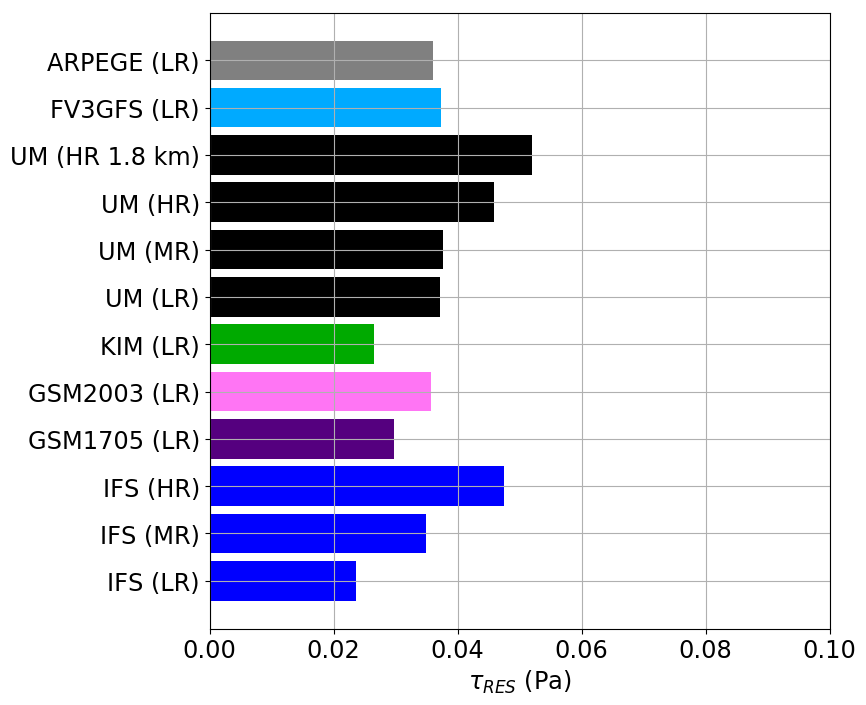 ARPEGE (LR)
FV3GFS (LR)
UM (HR 1.8 km)
UM (HR)
UM (MR)
UM (LR)
KIM (LR)
GSM2003 (LR)
GSM1705 (LR)
IFS (HR)
IFS (MR)
IFS (LR)
0.00 0.02 0.04 0.06 0.08 0.10
τ_RES (Pa)